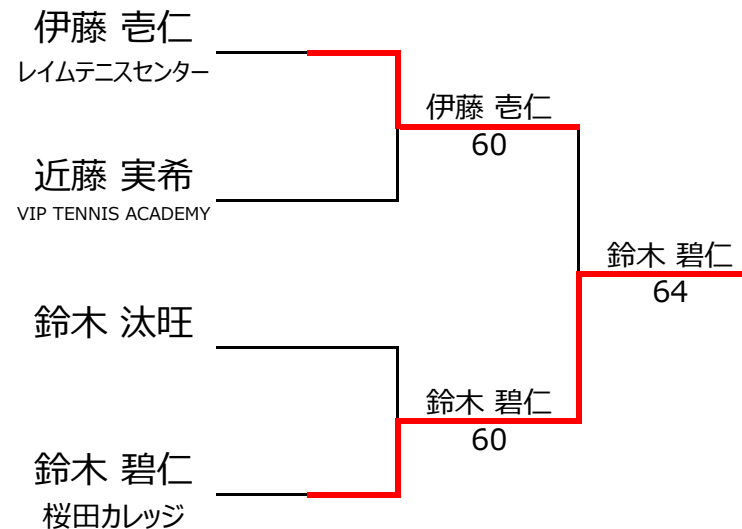 伊藤 壱仁
レイムテニスセンター
伊藤 壱仁
60
近藤 実希
VIP TENNIS ACADEMY
鈴木 碧仁
64
鈴木 汰旺
鈴木 碧仁
60
鈴木 碧仁
桜田カレッジ